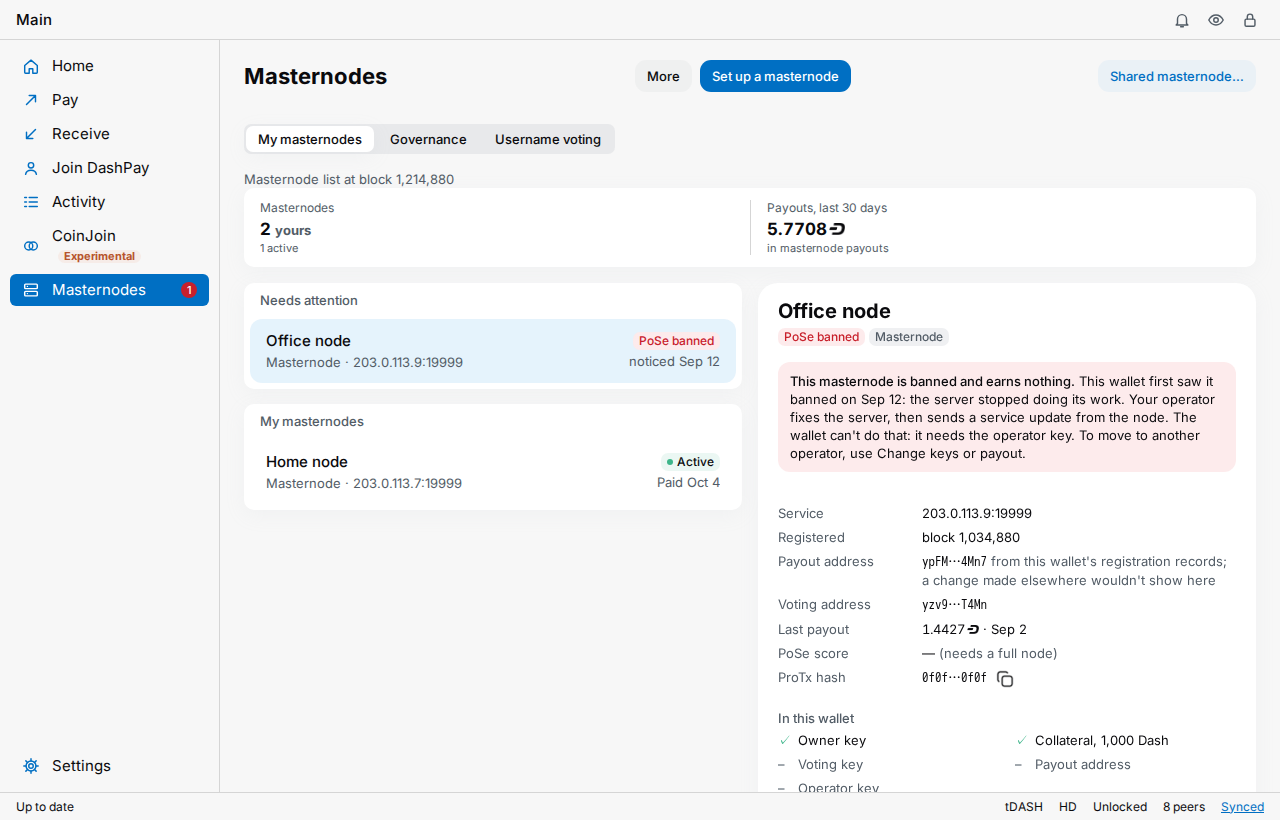 Main
Home
Pay
Receive
Join DashPay
Activity
CoinJoin
Experimental
Masternodes 1
Settings
Masternodes
More
Set up a masternode
Shared masternode...
My masternodes
Governance
Username voting
Masternode list at block 1,214,880
Masternodes
2 yours
1 active
Payouts, last 30 days
5.7708
in masternode payouts
Needs attention
Office node
PoSe banned
Masternode · 203.0.113.9:19999
noticed Sep 12
My masternodes
Home node
Active
Masternode · 203.0.113.7:19999
Paid Oct 4
Office node
PoSe banned
Masternode
This masternode is banned and earns nothing. This wallet first saw it
banned on Sep 12: the server stopped doing its work. Your operator
fixes the server, then sends a service update from the node. The
wallet can't do that: it needs the operator key. To move to another
operator, use Change keys or payout.
Service 203.0.113.9:19999
Registered block 1,034,880
Payout address ypFM···4Mn7 from this wallet's registration records;
a change made elsewhere wouldn't show here
Voting address yzv9···T4Mn
Last payout 1.4427 · Sep 2
PoSe score — (needs a full node)
ProTx hash 0f0f···0f0f
In this wallet
✓ Owner key
✓ Collateral, 1,000 Dash
– Voting key
– Payout address
– Operator key
Up to date
tDASH
HD
Unlocked
8 peers
Synced